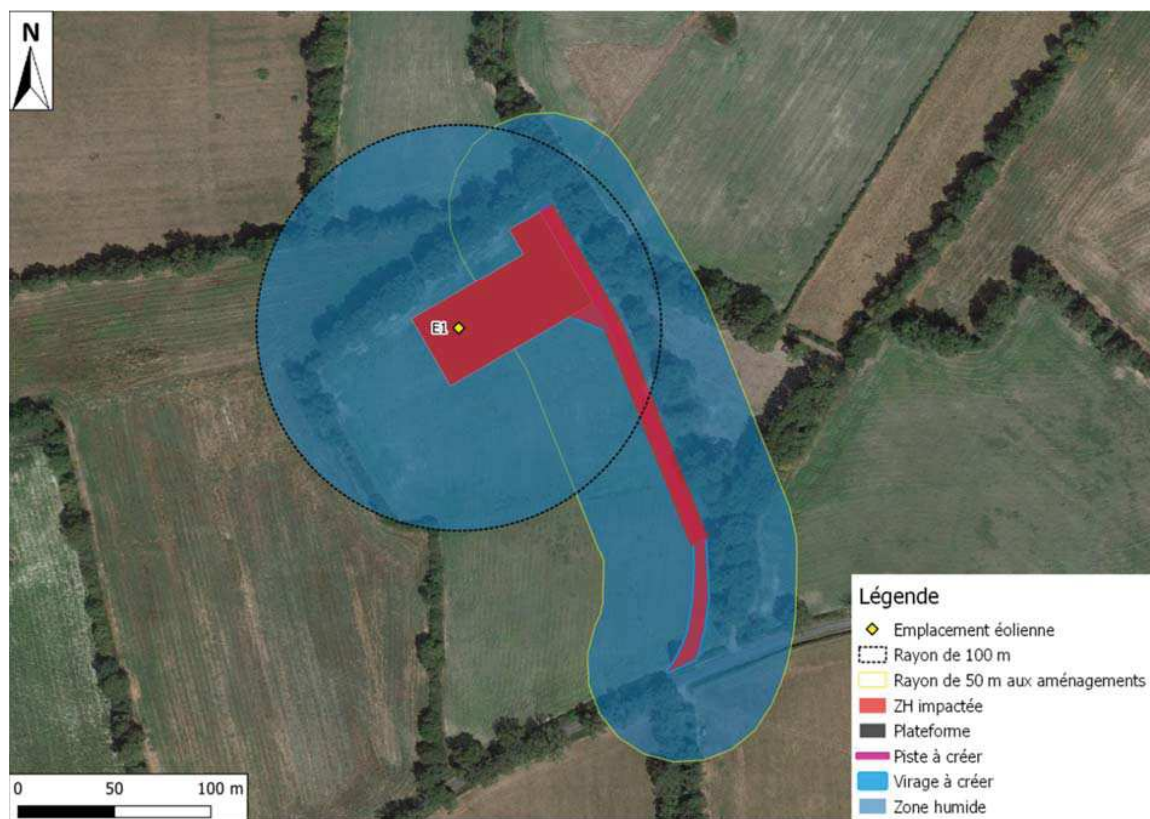 N
E1
Légende
Emplacement éolienne
Rayon de 100 m
Rayon de 50 m aux aménagements
ZH impactée
Plateforme
Piste à créer
Virage à créer
Zone humide
0 50 100 m